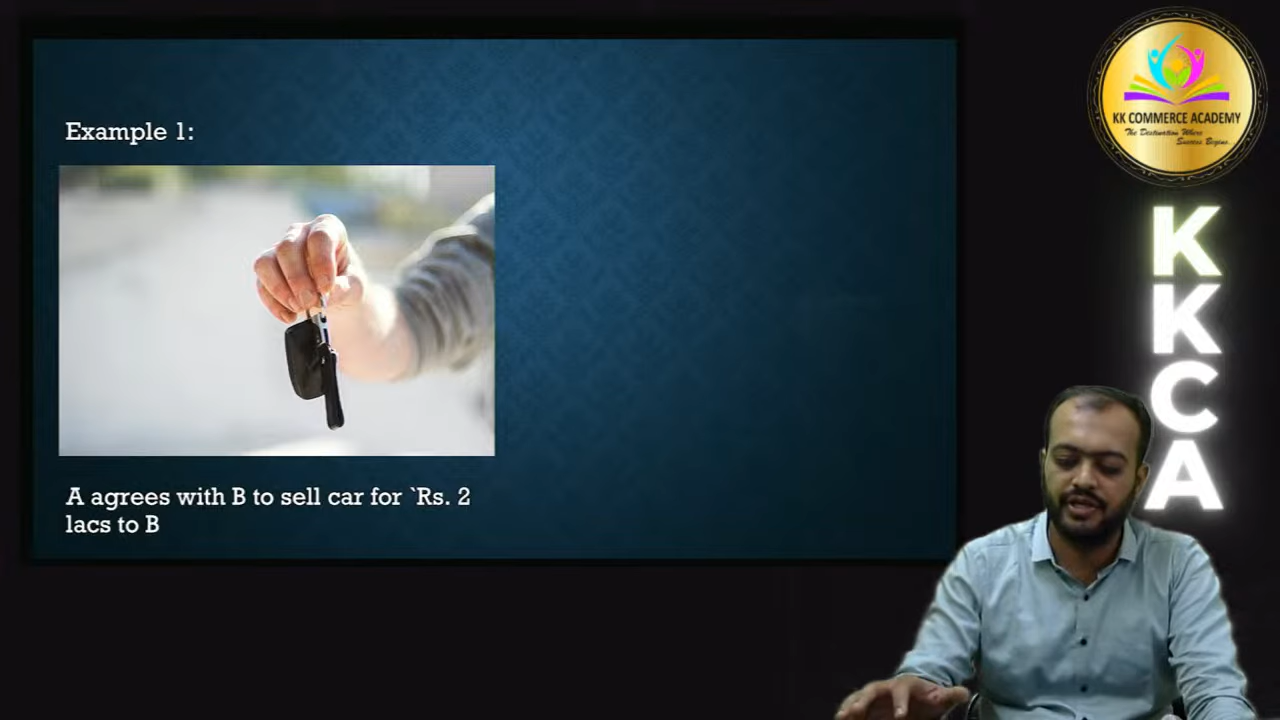 Example 1:
A agrees with B to sell car for `Rs. 2
lacs to B
KK COMMERCE ACADEMY
The Destination Where
Success Begins...
K
K
C
A